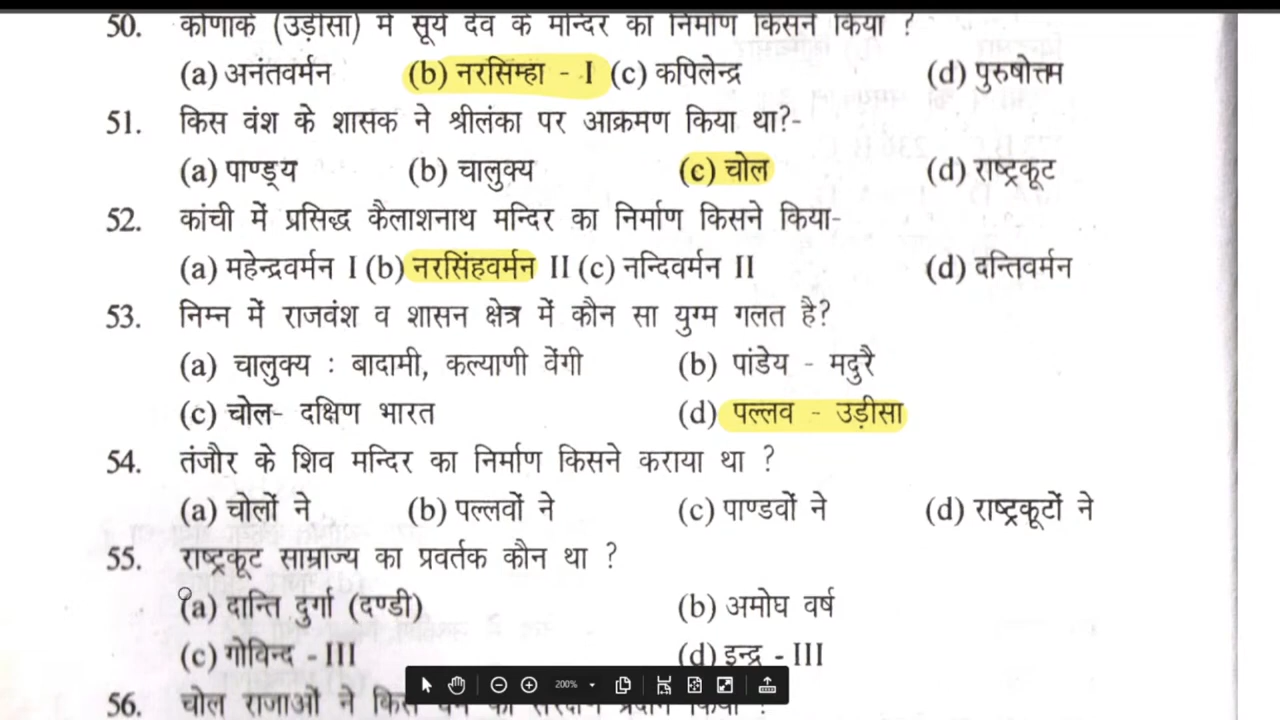 50. कोणार्क (उड़ीसा) में सूर्य देव के मन्दिर का निर्माण किसने किया ?
(a) अनंतवर्मन (b) नरसिम्हा - I (c) कपिलेन्द्र (d) पुरुषोत्तम
51. किस वंश के शासक ने श्रीलंका पर आक्रमण किया था?-
(a) पाण्ड्य (b) चालुक्य (c) चोल (d) राष्ट्रकूट
52. कांची में प्रसिद्ध कैलाशनाथ मन्दिर का निर्माण किसने किया-
(a) महेन्द्रवर्मन I (b) नरसिंहवर्मन II (c) नन्दिवर्मन II (d) दन्तिवर्मन
53. निम्न में राजवंश व शासन क्षेत्र में कौन सा युग्म गलत है?
(a) चालुक्य : बादामी, कल्याणी वेंगी (b) पांडेय - मदुरै
(c) चोल- दक्षिण भारत (d) पल्लव - उड़ीसा
54. तंजौर के शिव मन्दिर का निर्माण किसने कराया था ?
(a) चोलों ने (b) पल्लवों ने (c) पाण्डवों ने (d) राष्ट्रकूटों ने
55. राष्ट्रकूट साम्राज्य का प्रवर्तक कौन था ?
(a) दान्ति दुर्गा (दण्डी) (b) अमोघ वर्ष
(c) गोविन्द - III (d) इन्द्र - III
56. चोल राजाओं ने किस
200%